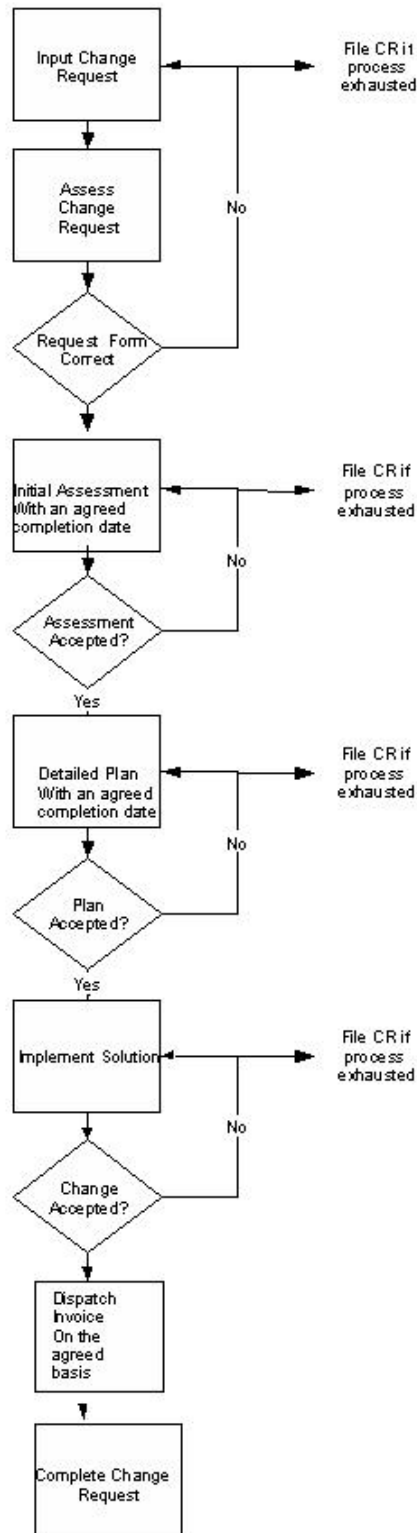 Input Change
Request
File CR it
process
exhausted
Assess
Change
Request
No
Request Form
Correct
Initial Assessment
With an agreed
completion date
File CR if
process
exhausted
No
Assessment
Accepted?
Yes
Detailed Plan
With an agreed
completion date
File CR if
process
exhausted
No
Plan
Accepted?
Yes
Implement Solution
File CR if
process
exhausted
No
Change
Accepted?
Dispatch
Invoice
On the
agreed
basis
Complete Change
Request